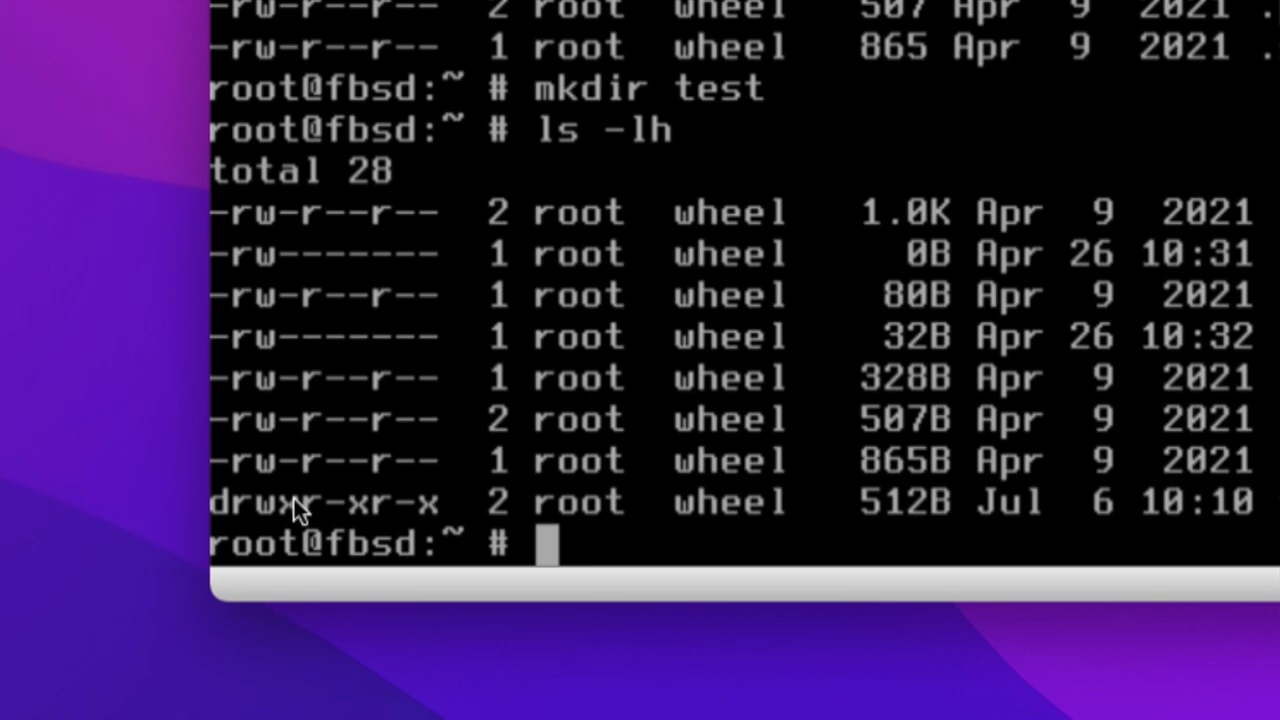 -rw-r--r-- 2 root wheel 507 Apr 9 2021 .
-rw-r--r-- 1 root wheel 865 Apr 9 2021 .
root@fbsd:~ # mkdir test
root@fbsd:~ # ls -lh
total 28
-rw-r--r-- 2 root wheel 1.0K Apr 9 2021
-rw------- 1 root wheel 0B Apr 26 10:31
-rw-r--r-- 1 root wheel 80B Apr 9 2021
-rw------- 1 root wheel 32B Apr 26 10:32
-rw-r--r-- 1 root wheel 328B Apr 9 2021
-rw-r--r-- 2 root wheel 507B Apr 9 2021
-rw-r--r-- 1 root wheel 865B Apr 9 2021
drwxr-xr-x 2 root wheel 512B Jul 6 10:10
root@fbsd:~ #